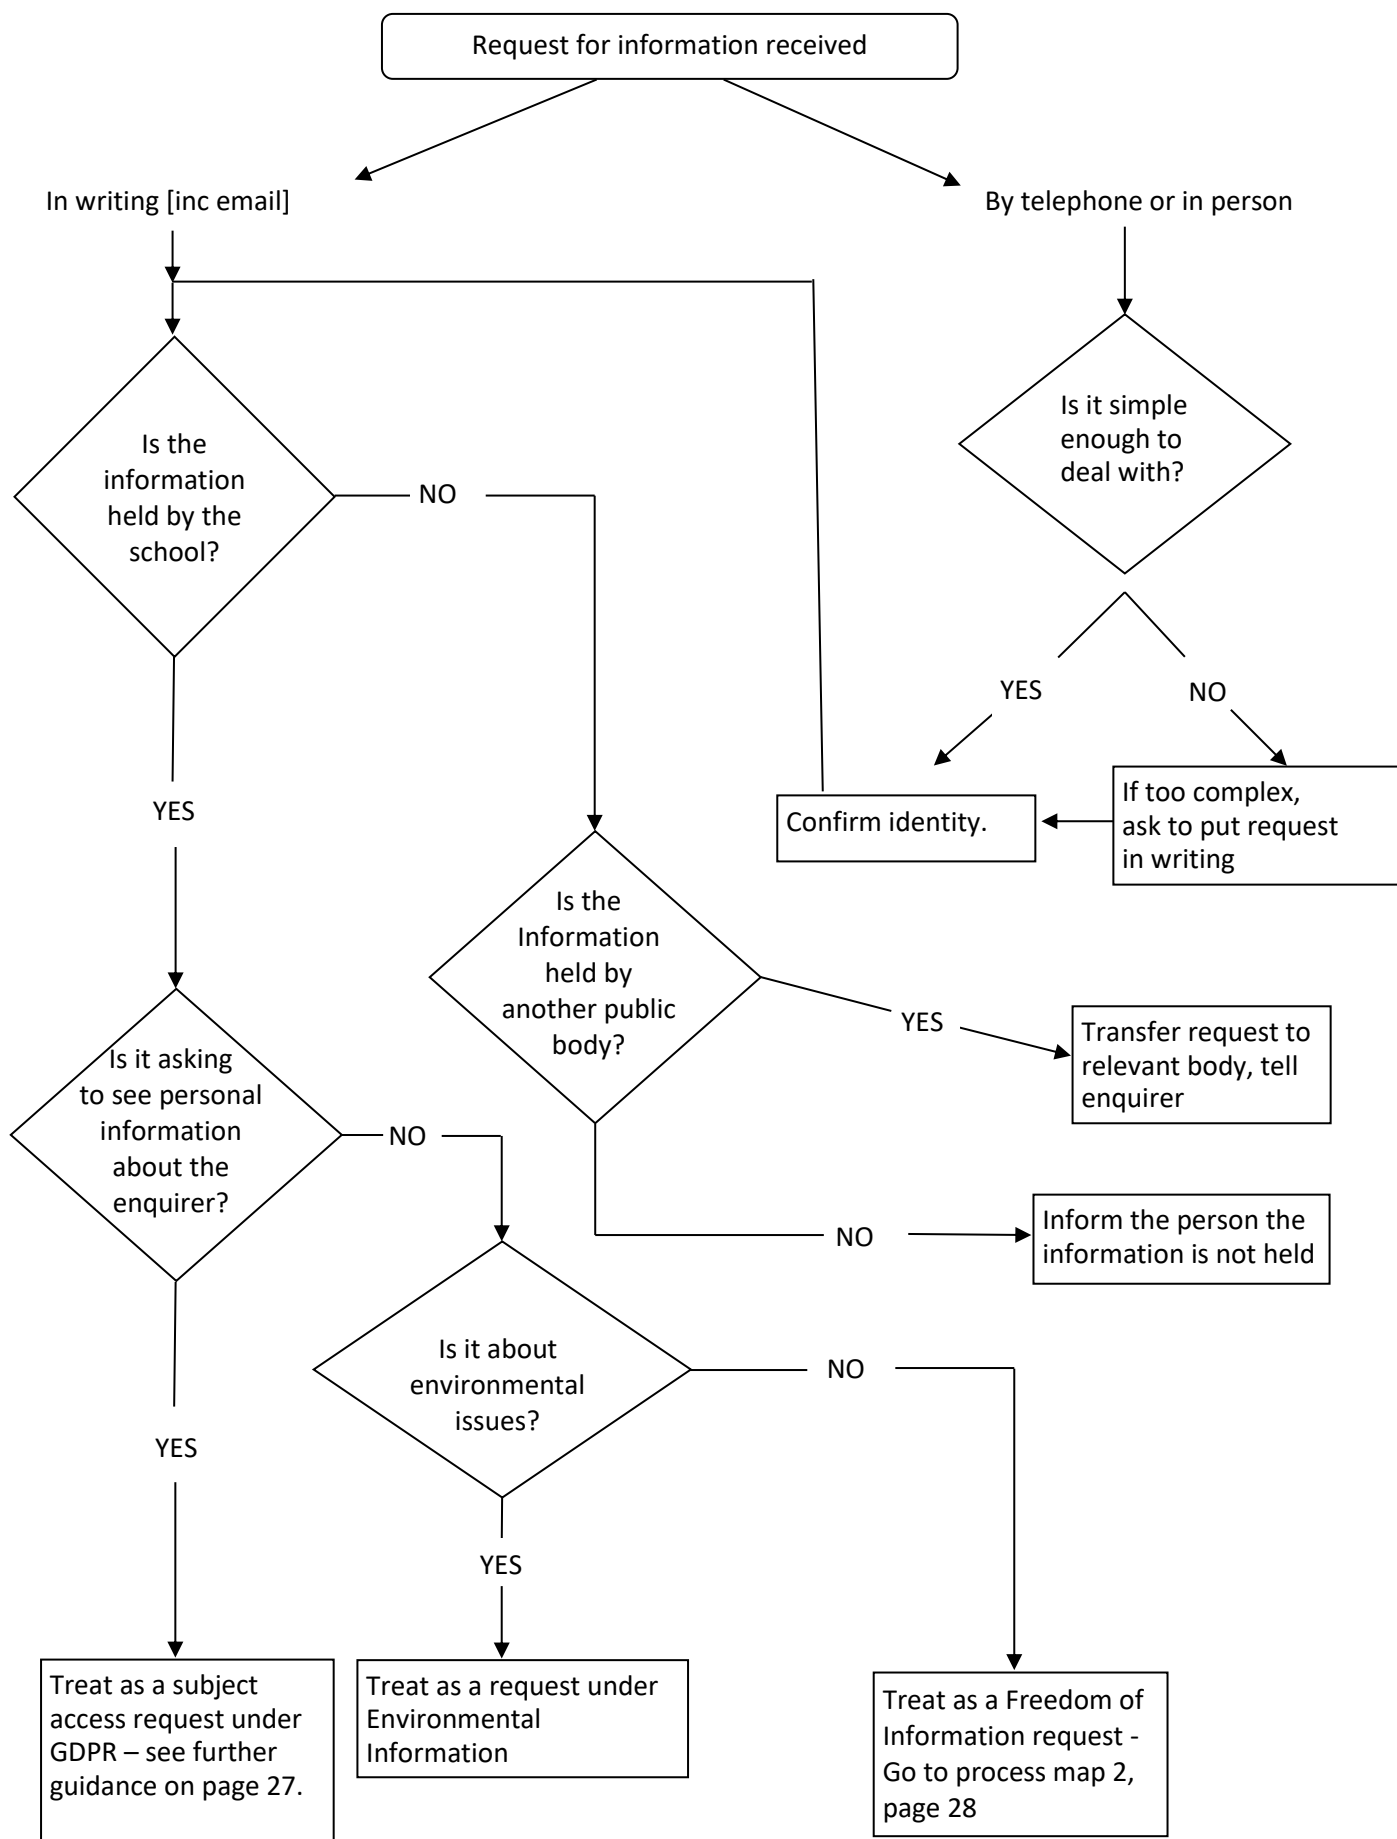 Request for information received
In writing [inc email]
By telephone or in person
Is it simple
enough to
deal with?
Is the
information
held by the
school?
NO
YES
NO
If too complex,
ask to put request
in writing
Confirm identity.
YES
Is the
Information
held by
another public
body?
YES
Transfer request to
relevant body, tell
enquirer
Is it asking
to see personal
information
about the
enquirer?
NO
NO
Inform the person the
information is not held
Is it about
environmental
issues?
NO
YES
YES
Treat as a subject
access request under
GDPR – see further
guidance on page 27.
Treat as a request under
Environmental
Information
Treat as a Freedom of
Information request -
Go to process map 2,
page 28